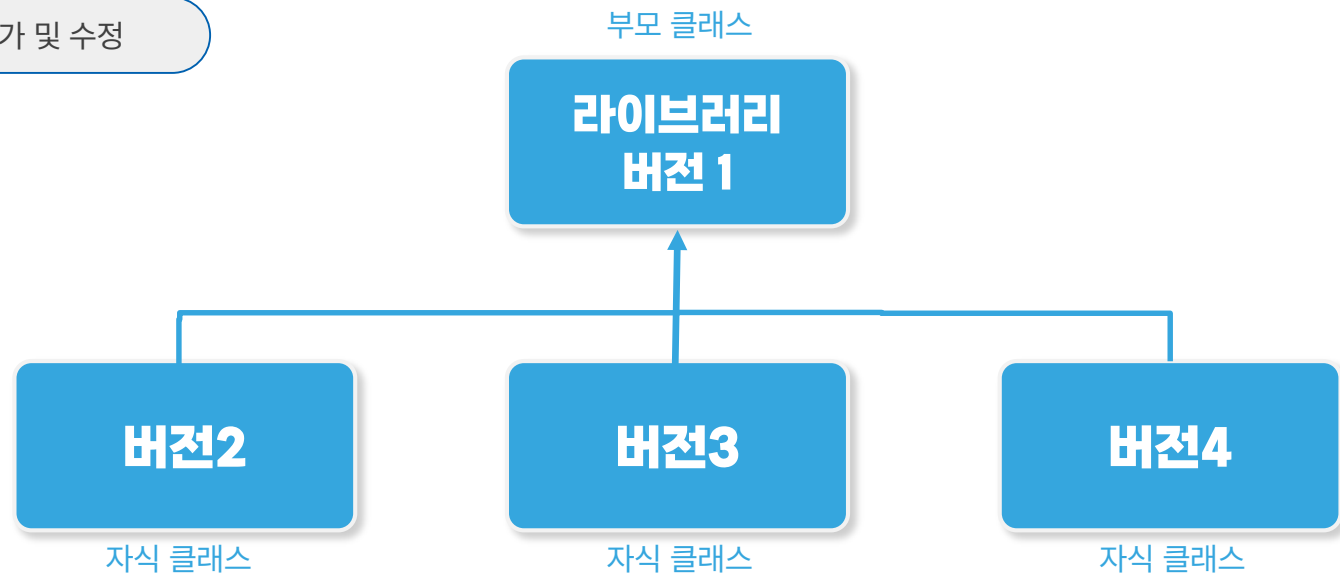 가 및 수정
부모 클래스
라이브러리
버전 1
버전2
버전3
버전4
자식 클래스
자식 클래스
자식 클래스